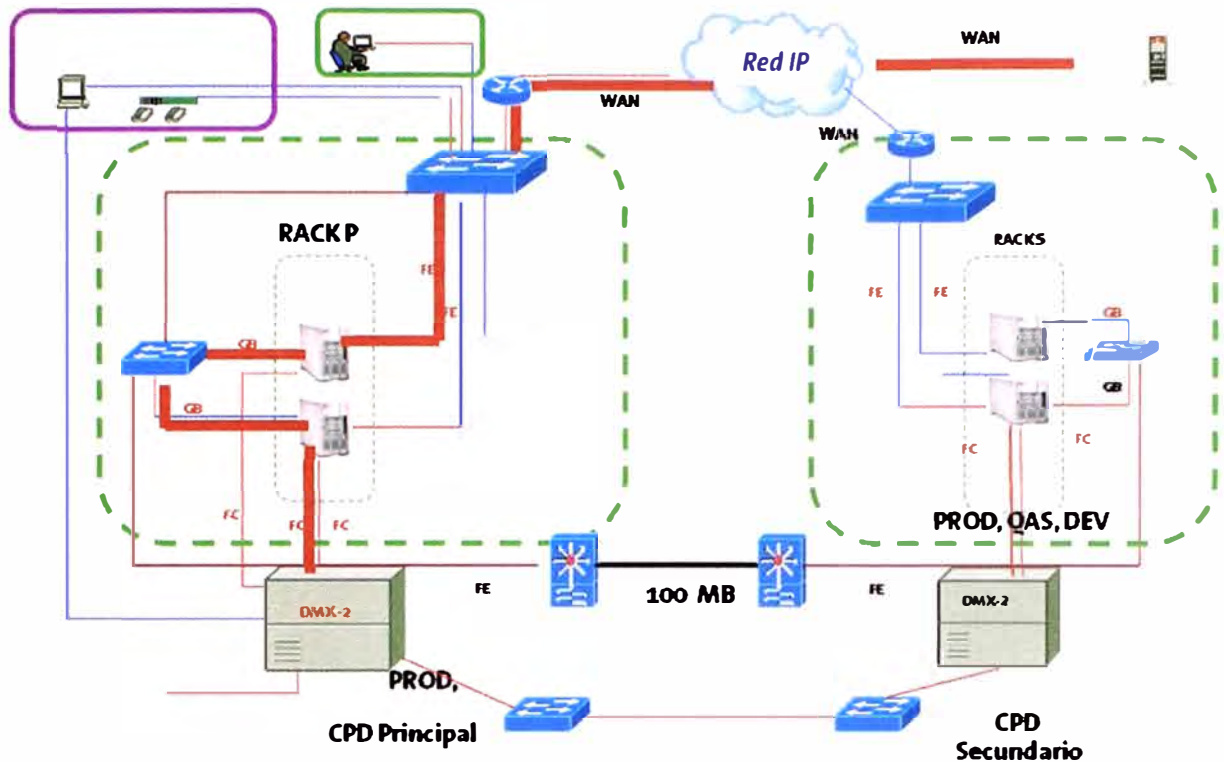 WAN
Red IP
WAN
WAN
RACK P
RACKS
FE
FE
FE
FE
GB
GB
GB
GB
FC
FC
FC
FC
FC
PROD, QAS, DEV
FE
100 MB
FE
DMX-2
DMX-2
PROD,
CPD Principal
CPD
Secundario